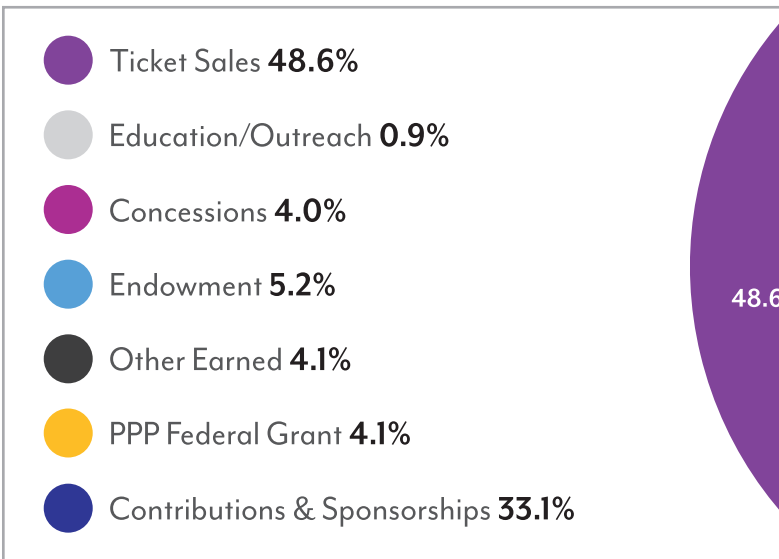 Ticket Sales 48.6%
Education/Outreach 0.9%
Concessions 4.0%
Endowment 5.2%
48.6
Other Earned 4.1%
PPP Federal Grant 4.1%
Contributions & Sponsorships 33.1%